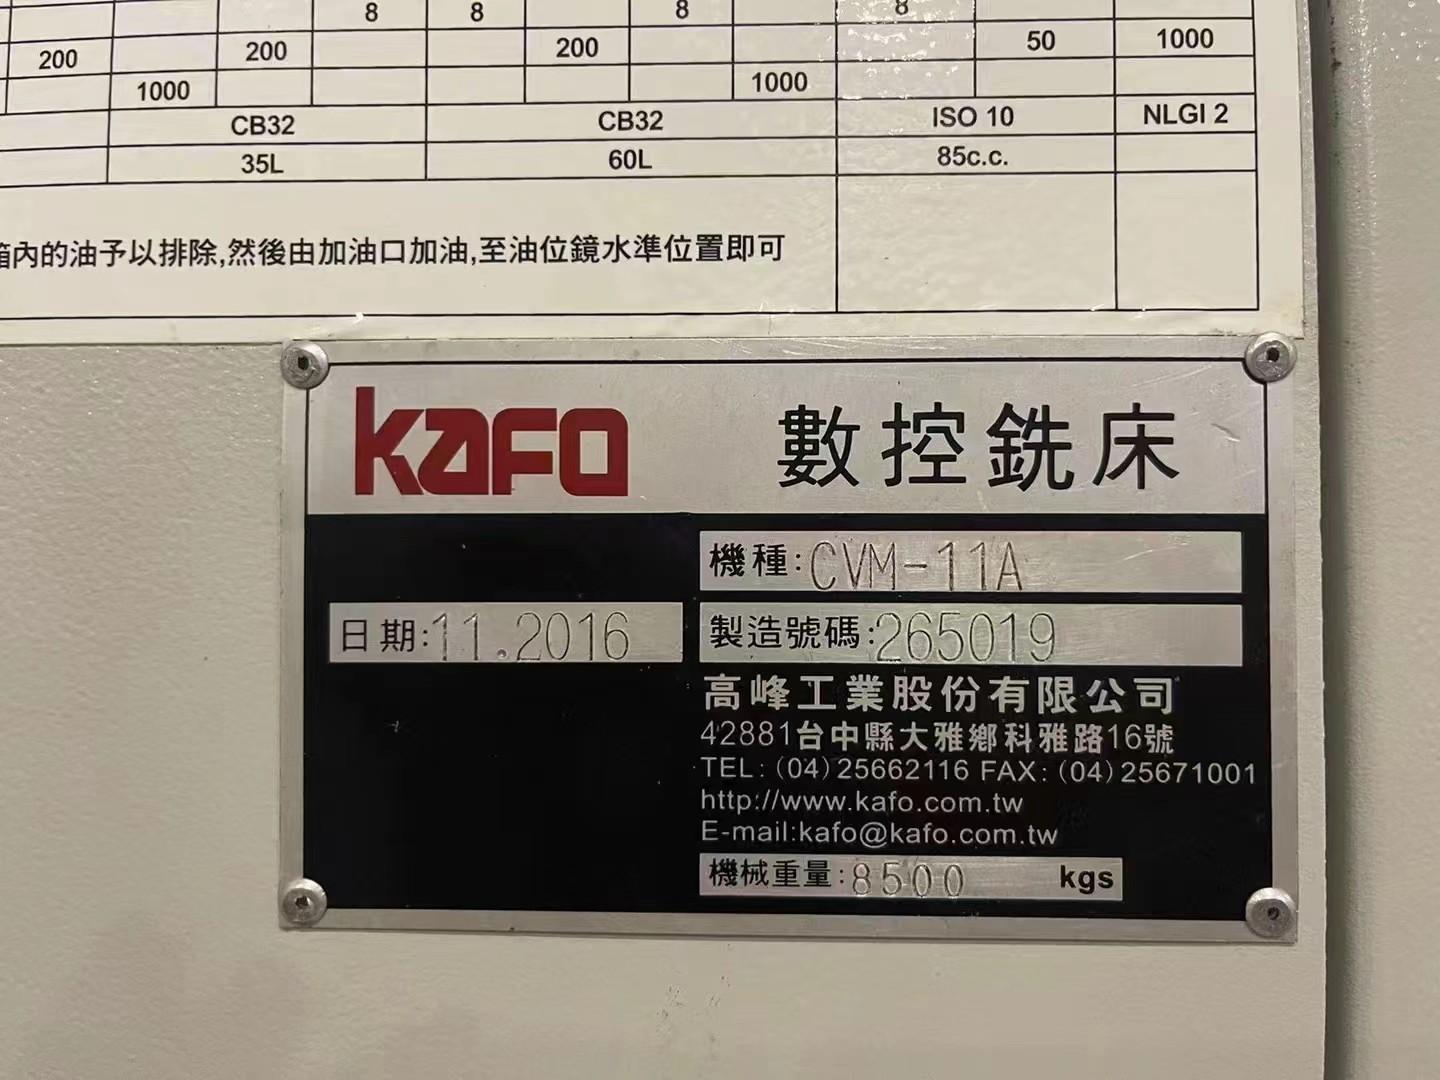 8 8 8 8
200 200 200 50 1000
1000 1000
CB32 CB32 ISO 10 NLGI 2
35L 60L 85c.c.
內的油予以排除,然後由加油口加油,至油位鏡水準位置即可
KAFO 數控銑床
機種:CVM-11A
日期:11.2016 製造號碼:265019
高峰工業股份有限公司
42881台中縣大雅鄉科雅路16號
TEL:(04)25662116 FAX:(04)25671001
http://www.kafo.com.tw
E-mail:kafo@kafo.com.tw
機械重量:8500 kgs